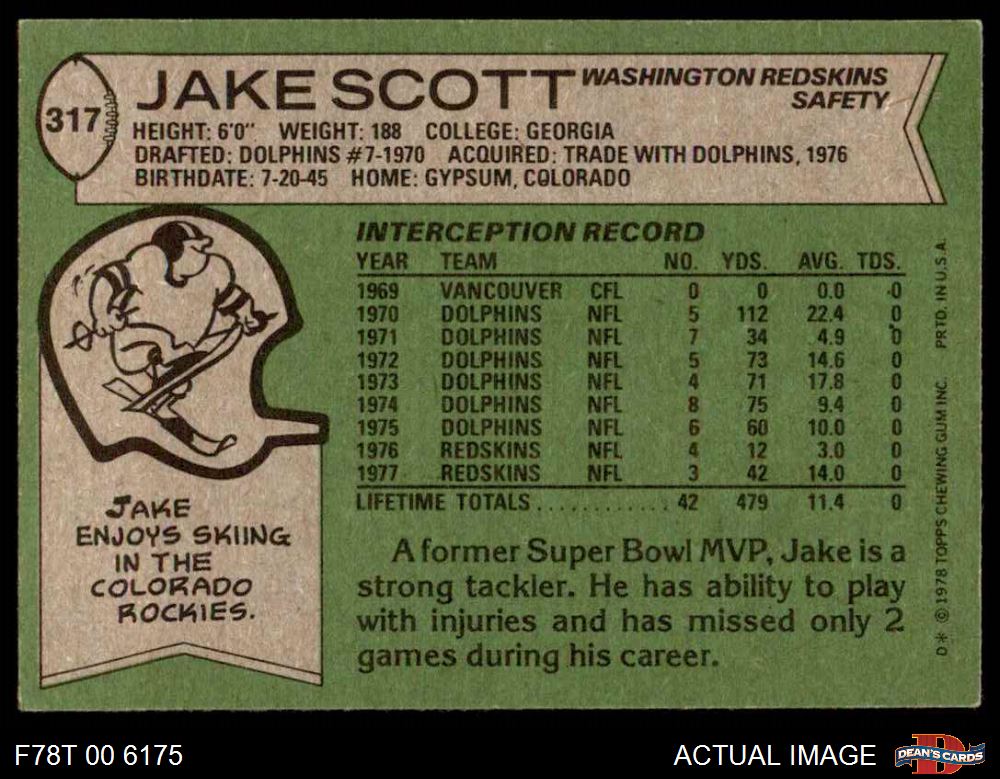 317
JAKE SCOTT
WASHINGTON REDSKINS
SAFETY
HEIGHT: 6'0" WEIGHT: 188 COLLEGE: GEORGIA
DRAFTED: DOLPHINS #7-1970 ACQUIRED: TRADE WITH DOLPHINS, 1976
BIRTHDATE: 7-20-45 HOME: GYPSUM, COLORADO
INTERCEPTION RECORD
YEAR TEAM NO. YDS. AVG. TDS.
1969 VANCOUVER CFL 0 0 0.0 0
1970 DOLPHINS NFL 5 112 22.4 0
1971 DOLPHINS NFL 7 34 4.9 0
1972 DOLPHINS NFL 5 73 14.6 0
1973 DOLPHINS NFL 4 71 17.8 0
1974 DOLPHINS NFL 8 75 9.4 0
1975 DOLPHINS NFL 6 60 10.0 0
1976 REDSKINS NFL 4 12 3.0 0
1977 REDSKINS NFL 3 42 14.0 0
LIFETIME TOTALS............ 42 479 11.4 0
JAKE
ENJOYS SKIING
IN THE
COLORADO
ROCKIES.
A former Super Bowl MVP, Jake is a
strong tackler. He has ability to play
with injuries and has missed only 2
games during his career.
D* © 1978 TOPPS CHEWING GUM INC. PRTD. IN U.S.A.
F78T 00 6175
ACTUAL IMAGE
D
DEAN'S CARDS